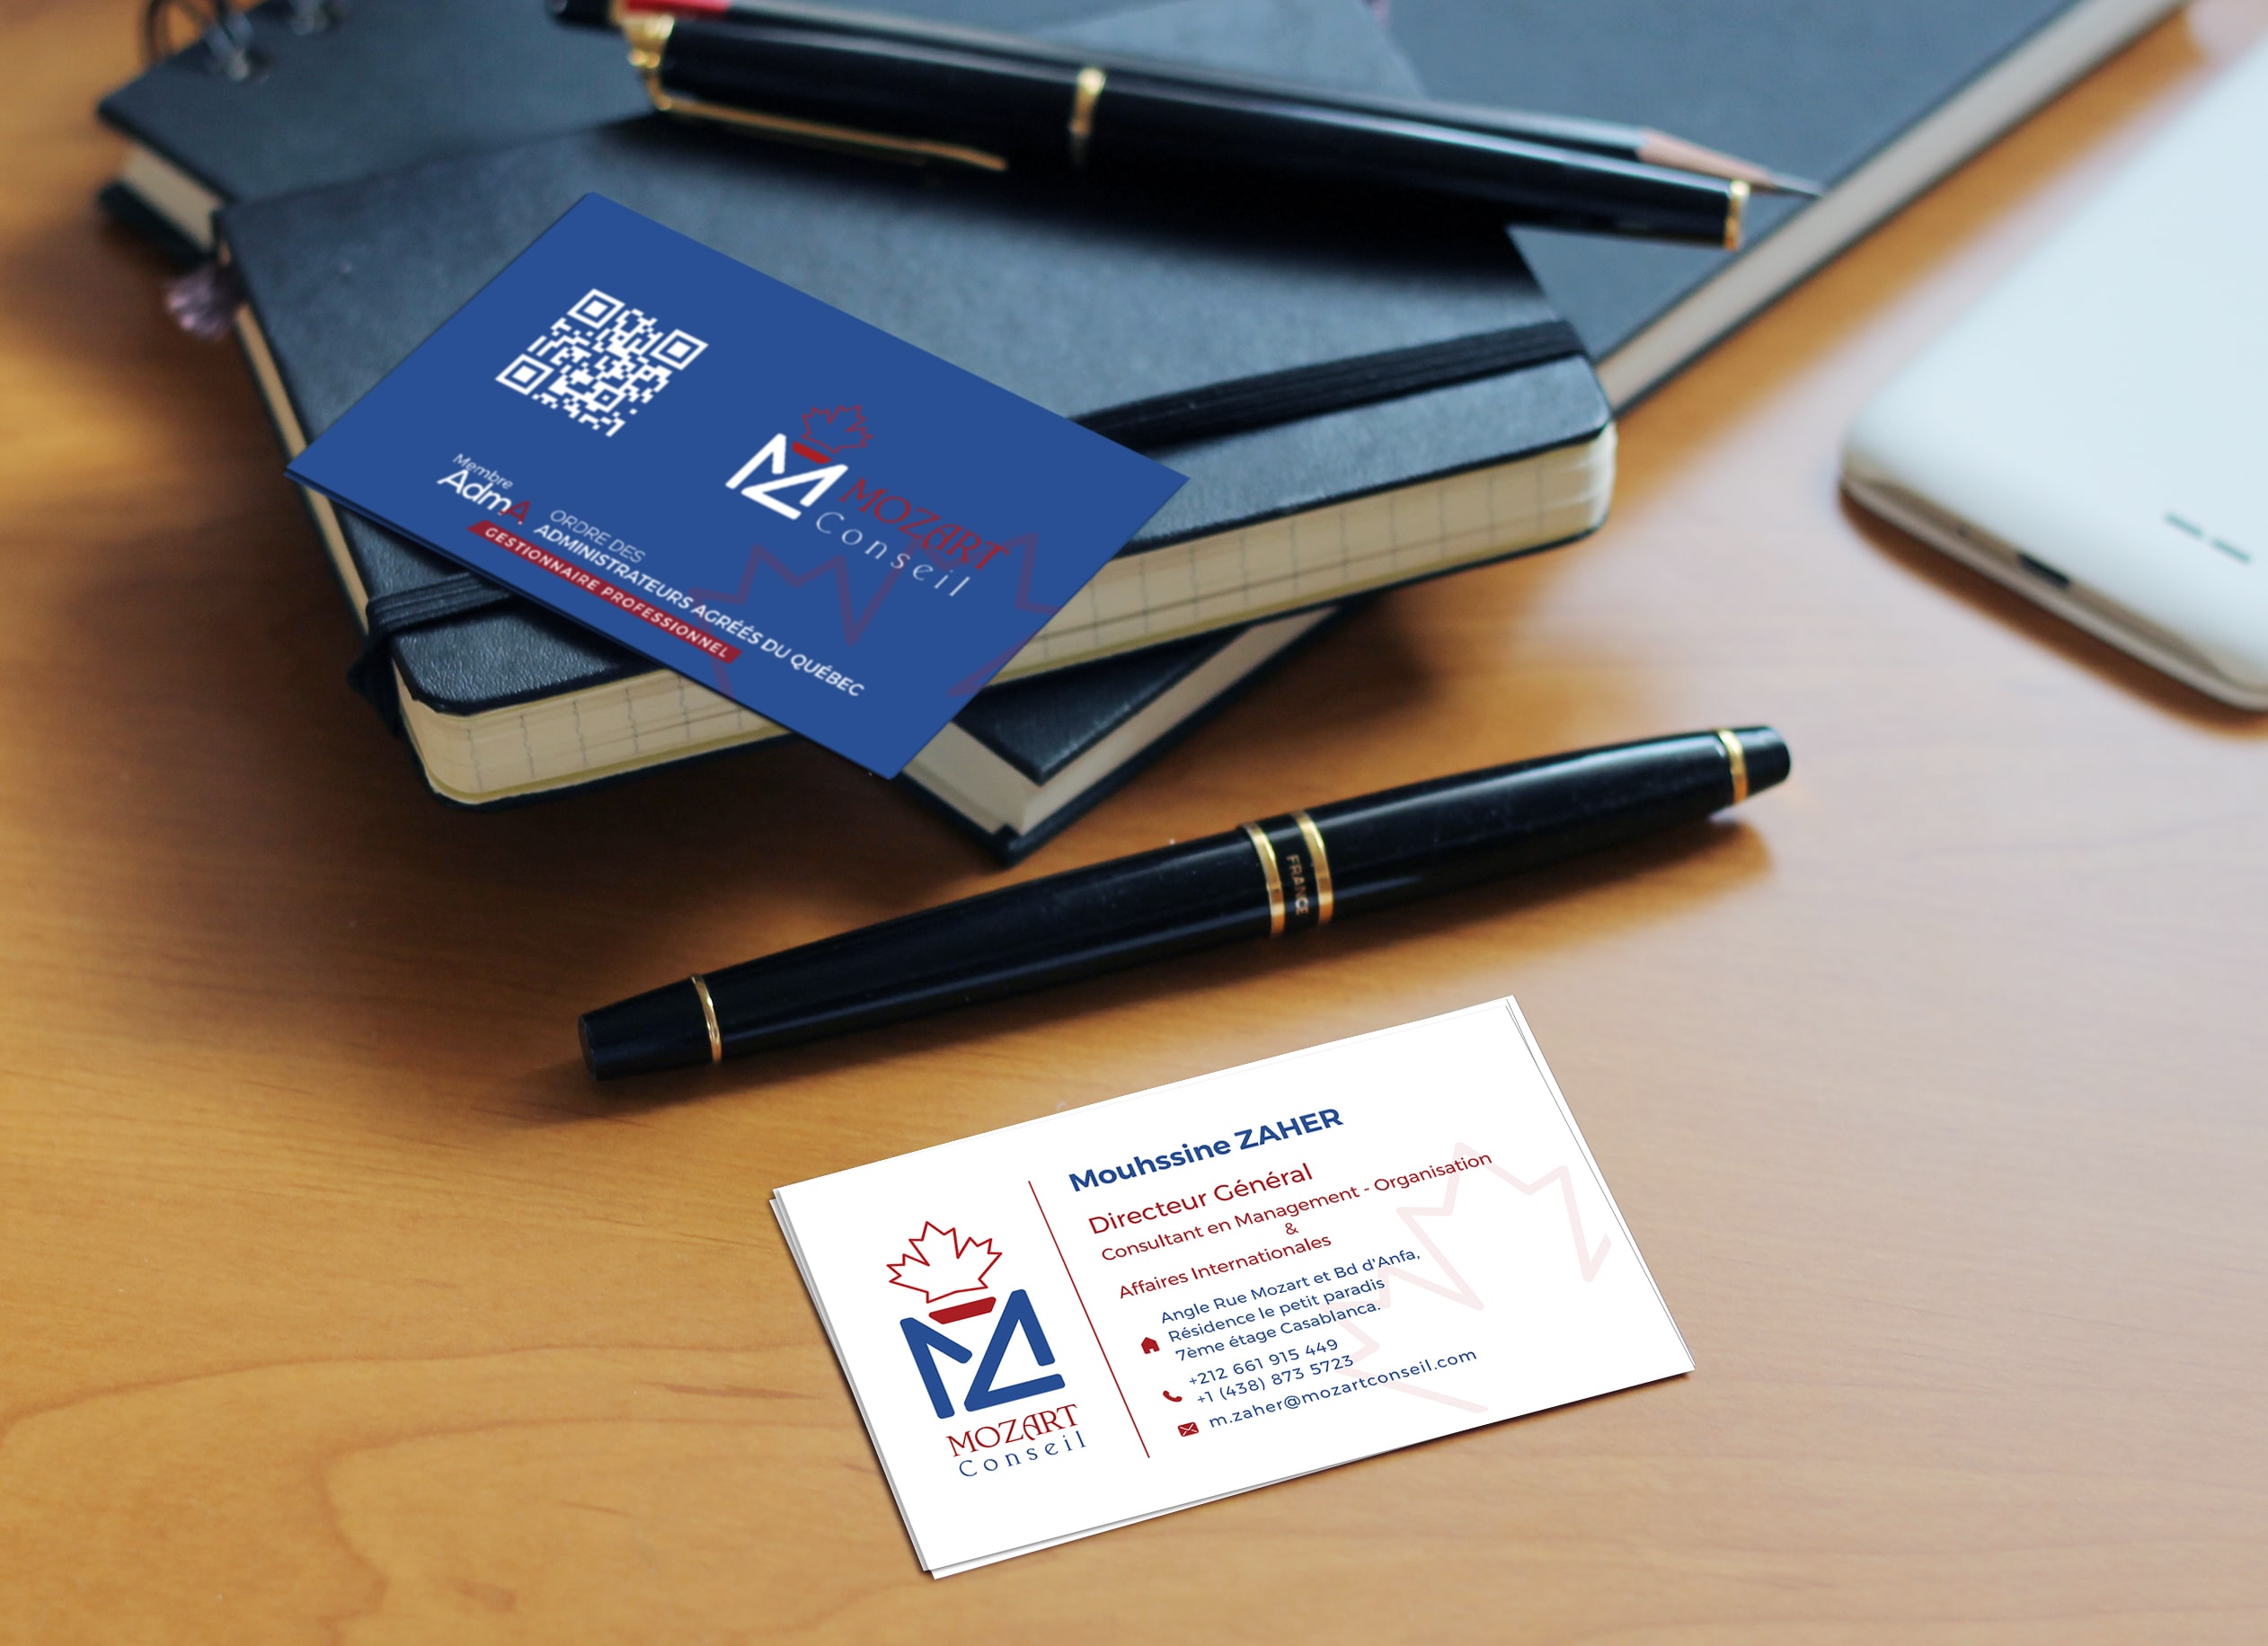 Membre
AdmA
ORDRE DES
ADMINISTRATEURS AGRÉÉS DU QUÉBEC
GESTIONNAIRE PROFESSIONNEL
MOZART
Conseil
FRANCE
MOZART
Conseil
Mouhssine ZAHER
Directeur Général
Consultant en Management - Organisation
&
Affaires Internationales
Angle Rue Mozart et Bd d'Anfa,
Résidence le petit paradis
7ème étage Casablanca.
+212 661 915 449
+1 (438) 873 5723
m.zaher@mozartconseil.com